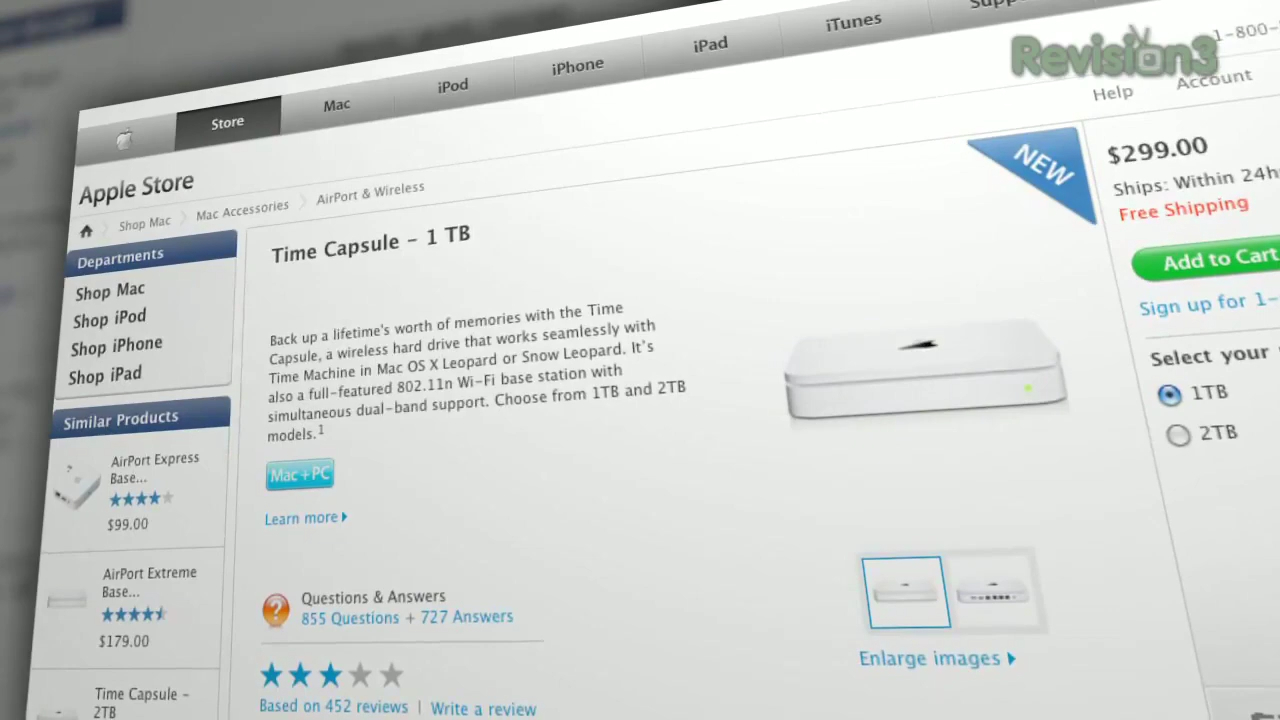 Store
Mac
iPod
iPhone
iPad
iTunes
Revision3
1-800-
Help
Account
Apple Store
Shop Mac
Mac Accessories
AirPort & Wireless
Departments
Shop Mac
Shop iPod
Shop iPhone
Shop iPad
Similar Products
AirPort Express
Base...
$99.00
AirPort Extreme
Base...
$179.00
Time Capsule –
2TB
Time Capsule – 1 TB
Back up a lifetime's worth of memories with the Time
Capsule, a wireless hard drive that works seamlessly with
Time Machine in Mac OS X Leopard or Snow Leopard. It's
also a full-featured 802.11n Wi-Fi base station with
simultaneous dual-band support. Choose from 1TB and 2TB
models.1
Mac + PC
Learn more
Questions & Answers
855 Questions + 727 Answers
Based on 452 reviews | Write a review
NEW
Enlarge images
$299.00
Ships: Within 24h
Free Shipping
Add to Cart
Sign up for 1-
Select your
1TB
2TB